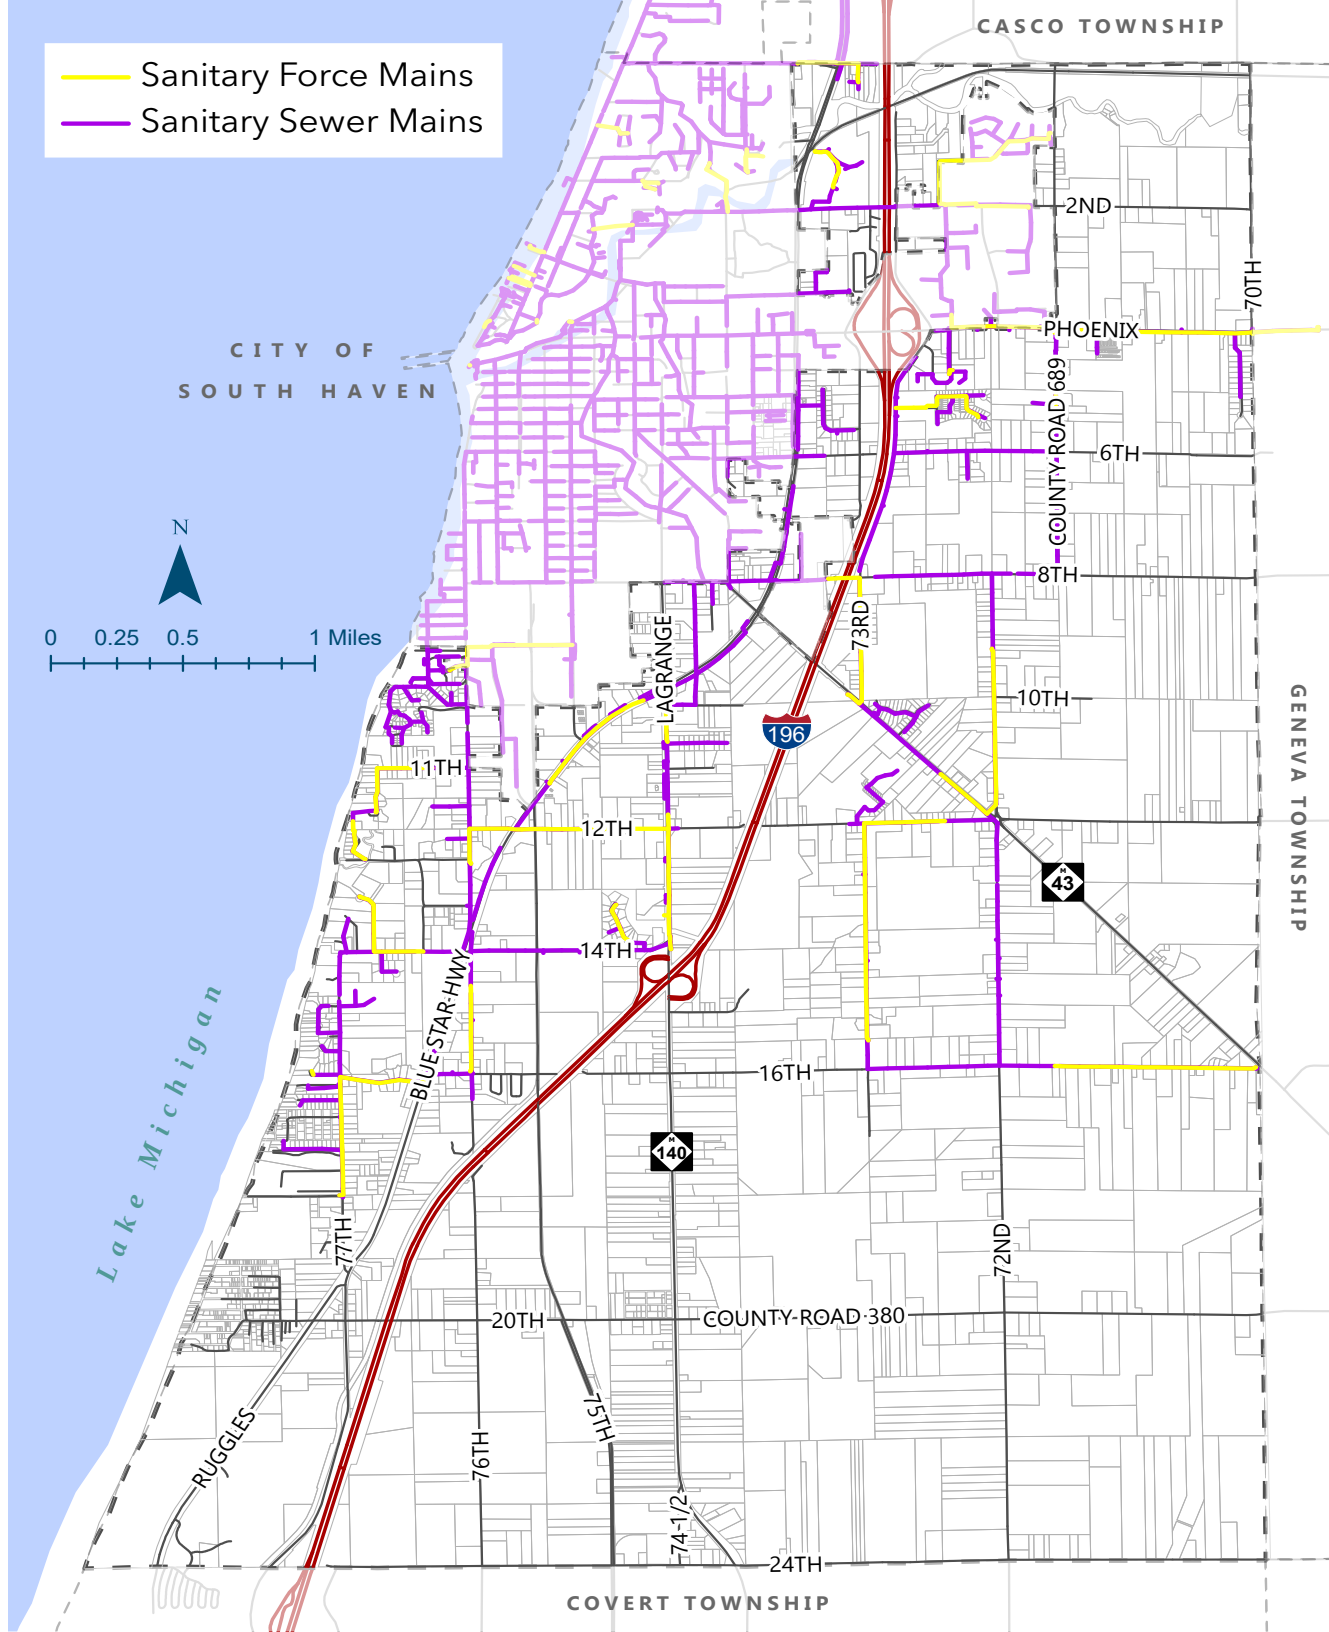 CASCO TOWNSHIP
Sanitary Force Mains
Sanitary Sewer Mains
2ND
70TH
PHOENIX
CITY OF
SOUTH HAVEN
COUNTY ROAD 689
6TH
N
8TH
0 0.25 0.5 1 Miles
73RD
LAGRANGE
10TH
196
GENEVA TOWNSHIP
11TH
12TH
M
43
14TH
BLUE STAR HWY
Lake Michigan
16TH
M
140
77TH
72ND
20TH
COUNTY ROAD 380
75TH
RUGGLES
76TH
74-1/2
24TH
COVERT TOWNSHIP